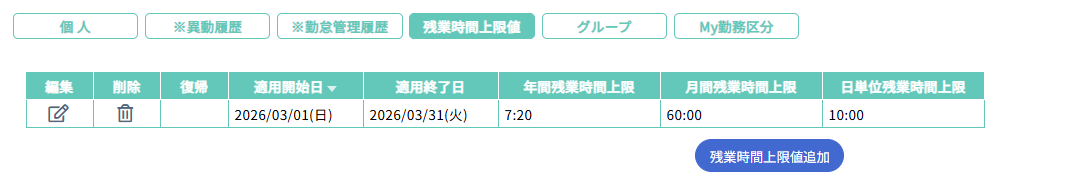 個 人 ※異動履歴 ※勤怠管理履歴 残業時間上限値 グループ My勤務区分
編集 削除 復帰 適用開始日 適用終了日 年間残業時間上限 月間残業時間上限 日単位残業時間上限
2026/03/01(日) 2026/03/31(火) 7:20 60:00 10:00
残業時間上限値追加